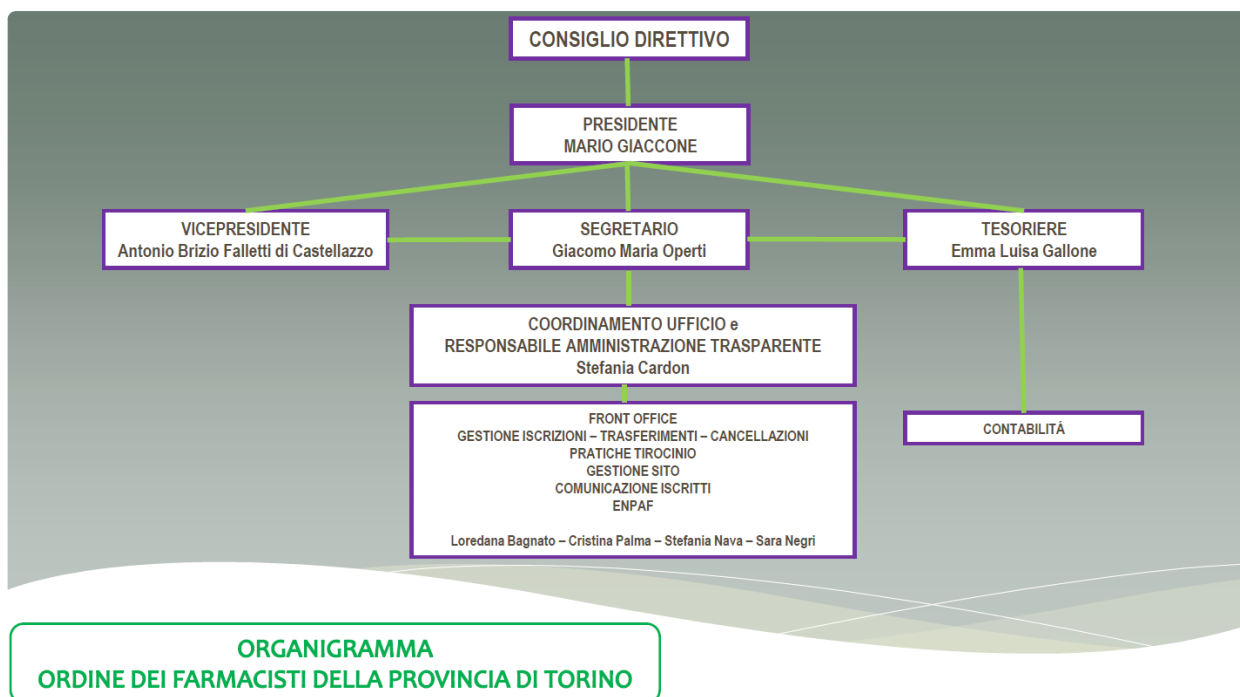 CONSIGLIO DIRETTIVO
PRESIDENTE
MARIO GIACCONE
VICEPRESIDENTE
Antonio Brizio Falletti di Castellazzo
SEGRETARIO
Giacomo Maria Operti
TESORIERE
Emma Luisa Gallone
COORDINAMENTO UFFICIO e
RESPONSABILE AMMINISTRAZIONE TRASPARENTE
Stefania Cardon
FRONT OFFICE
GESTIONE ISCRIZIONI – TRASFERIMENTI – CANCELLAZIONI
PRATICHE TIROCINIO
GESTIONE SITO
COMUNICAZIONE ISCRITTI
ENPAF
Loredana Bagnato – Cristina Palma – Stefania Nava – Sara Negri
CONTABILITÁ
ORGANIGRAMMA
ORDINE DEI FARMACISTI DELLA PROVINCIA DI TORINO